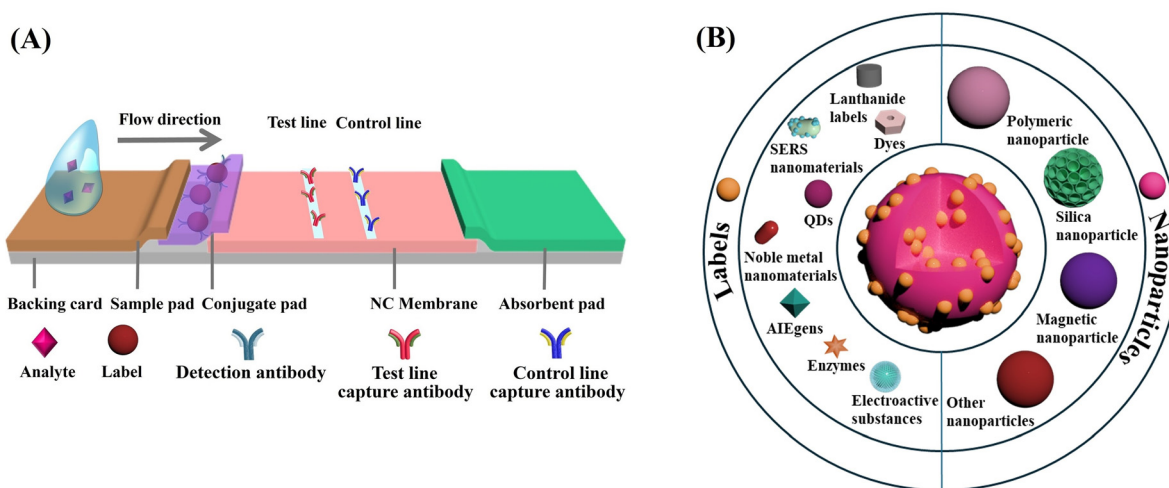 (A)
Flow direction
Test line
Control line
Backing card
Sample pad
Conjugate pad
NC Membrane
Absorbent pad
Analyte
Label
Detection antibody
Test line
capture antibody
Control line
capture antibody
(B)
Labels
Lanthanide
labels
Dyes
SERS
nanomaterials
QDs
Noble metal
nanomaterials
AIEgens
Enzymes
Electroactive
substances
Nanoparticles
Polymeric
nanoparticle
Silica
nanoparticle
Magnetic
nanoparticle
Other
nanoparticles